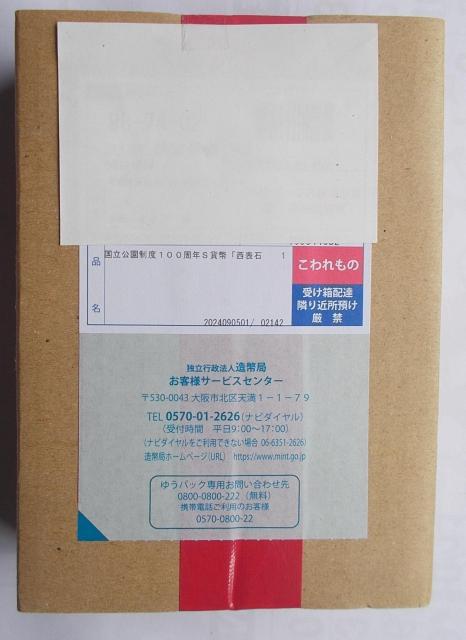 品名
国立公園制度100周年S貨幣「西表石 1
2024090501/ 02142
こわれもの
受け箱配達
隣り近所預け
厳禁
独立行政法人 造幣局
お客様サービスセンター
〒530-0043 大阪市北区天満1-1-79
TEL 0570-01-2626(ナビダイヤル)
(受付時間 平日9:00〜17:00)
(ナビダイヤルをご利用できない場合 06-6351-2626)
造幣局ホームページ(URL) https://www.mint.go.jp
ゆうパック専用お問い合わせ先
0800-0800-222(無料)
携帯電話ご利用のお客様
0570-0800-22